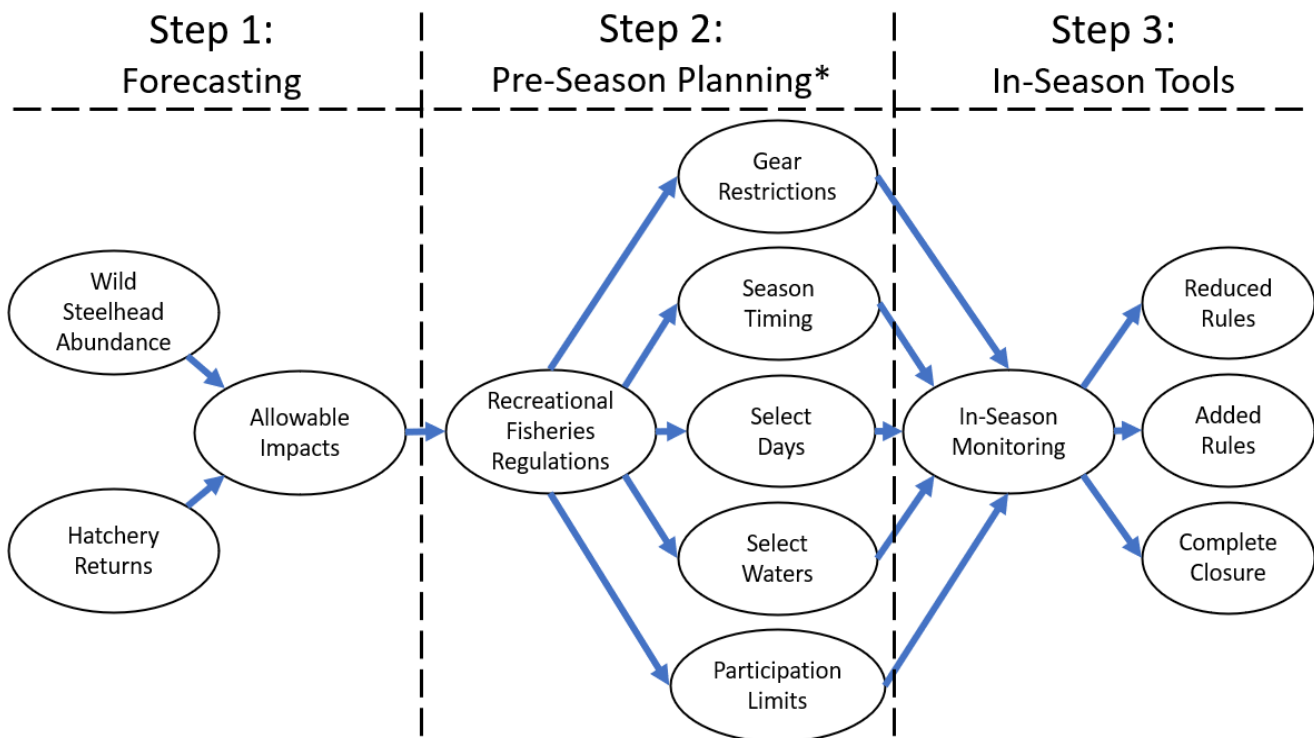 Step 1:
Forecasting
Step 2:
Pre-Season Planning*
Step 3:
In-Season Tools
Wild
Steelhead
Abundance
Hatchery
Returns
Allowable
Impacts
Recreational
Fisheries
Regulations
Gear
Restrictions
Season
Timing
Select
Days
Select
Waters
Participation
Limits
In-Season
Monitoring
Reduced
Rules
Added
Rules
Complete
Closure